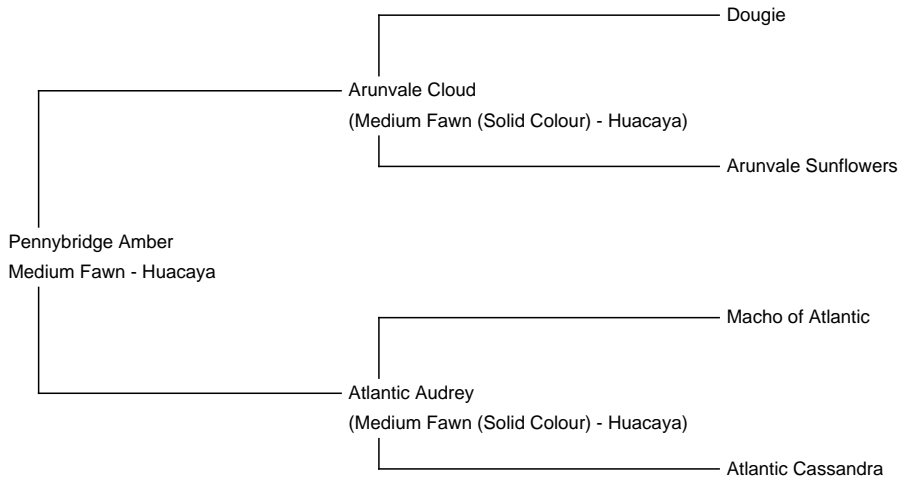 Dougie
Arunvale Cloud
(Medium Fawn (Solid Colour) - Huacaya)
Arunvale Sunflowers
Pennybridge Amber
Medium Fawn - Huacaya
Macho of Atlantic
Atlantic Audrey
(Medium Fawn (Solid Colour) - Huacaya)
Atlantic Cassandra